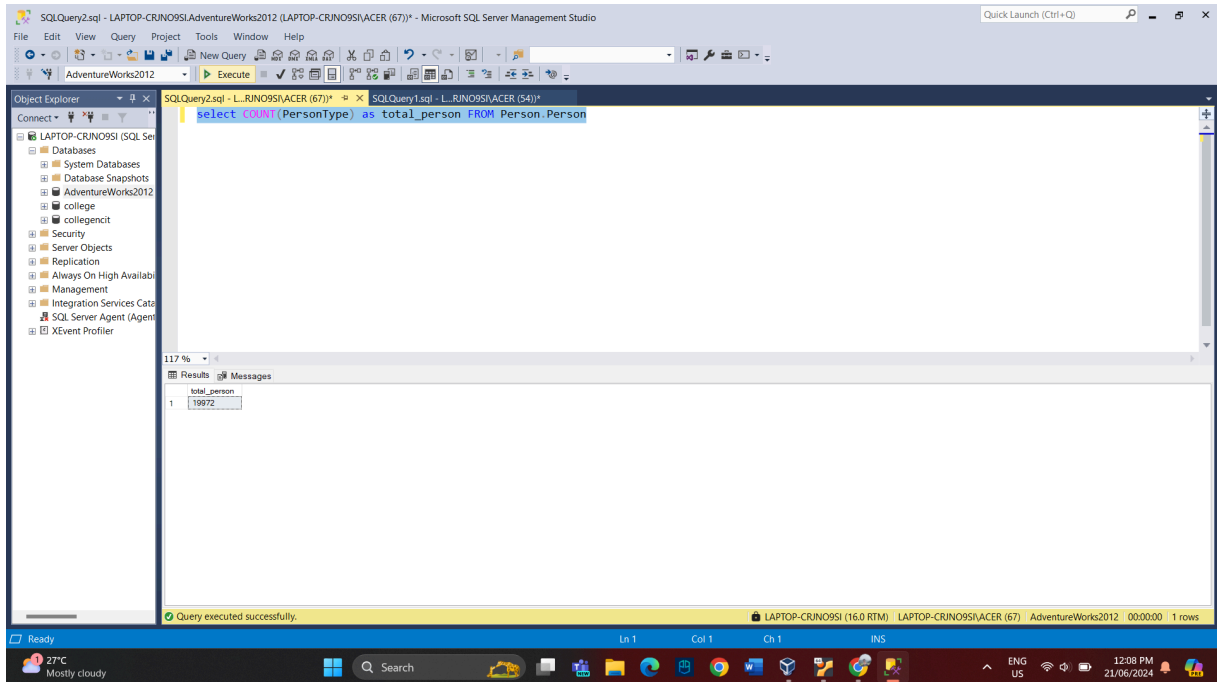 SQLQuery2.sql - LAPTOP-CRJNO9SI.AdventureWorks2012 (LAPTOP-CRJNO9SI\ACER (67))* - Microsoft SQL Server Management Studio
Quick Launch (Ctrl+Q)
File Edit View Query Project Tools Window Help
New Query
AdventureWorks2012
Execute
Object Explorer
SQLQuery2.sql - L...RJNO9SI\ACER (67))*
SQLQuery1.sql - L...RJNO9SI\ACER (54))*
Connect
select COUNT(PersonType) as total_person FROM Person.Person
LAPTOP-CRJNO9SI (SQL Ser
Databases
System Databases
Database Snapshots
AdventureWorks2012
college
collegencit
Security
Server Objects
Replication
Always On High Availabi
Management
Integration Services Cata
SQL Server Agent (Agent
XEvent Profiler
117 %
Results Messages
total_person
1 19972
Query executed successfully.
LAPTOP-CRJNO9SI (16.0 RTM) LAPTOP-CRJNO9SI\ACER (67) AdventureWorks2012 00:00:00 1 rows
Ready Ln 1 Col 1 Ch 1 INS
1
27°C
Mostly cloudy
Search
NEW
ENG
US
12:08 PM
21/06/2024
PRE